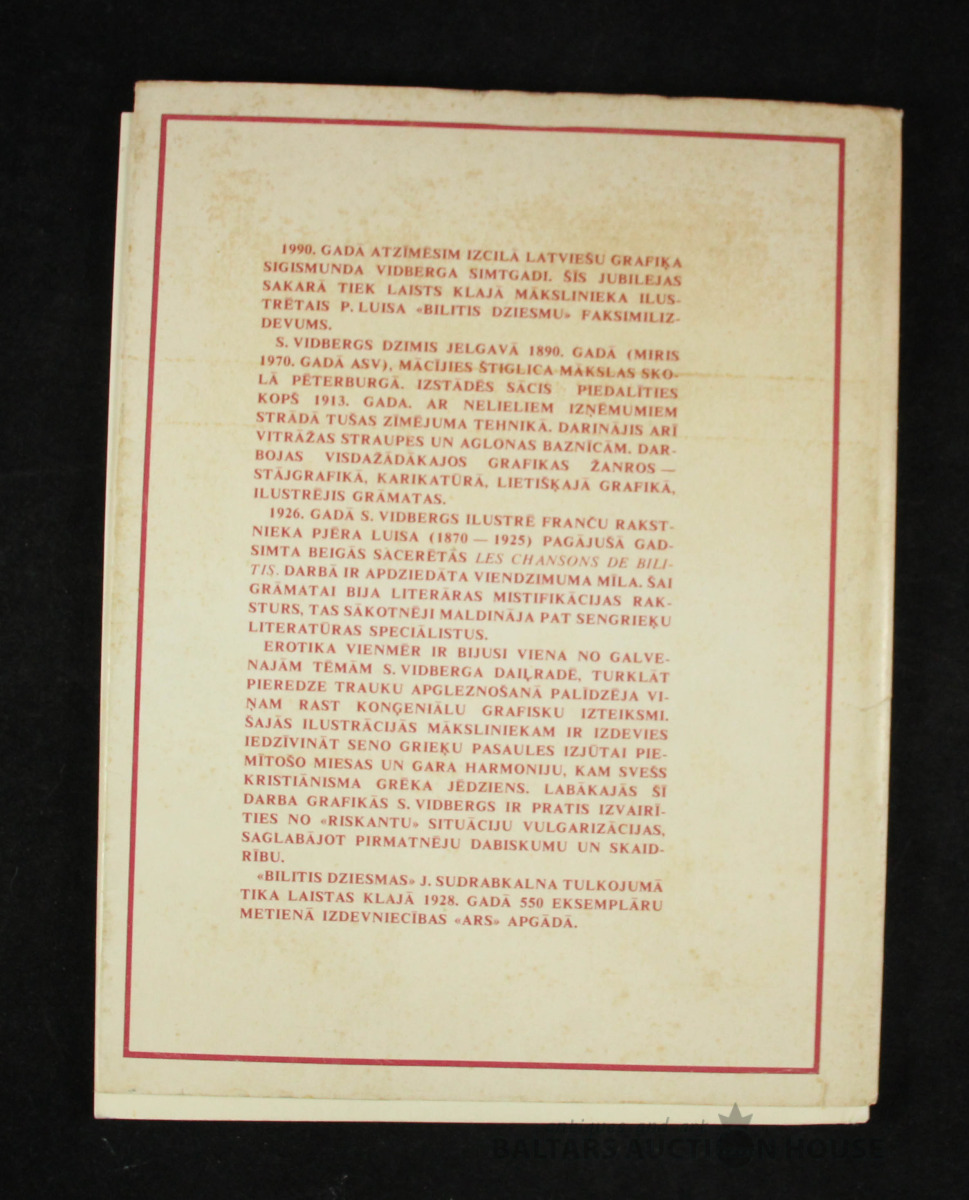 1990. GADĀ ATZĪMĒSIM IZCILĀ LATVIEŠU GRAFIĶA
SIGISMUNDA VIDBERGA SIMTGADI. ŠĪS JUBILEJAS
SAKARĀ TIEK LAISTS KLAJĀ MĀKSLINIEKA ILUS-
TRĒTAIS P. LUISA «BILITIS DZIESMU» FAKSIMILIZ-
DEVUMS.
S. VIDBERGS DZIMIS JELGAVĀ 1890. GADĀ (MIRIS
1970. GADĀ ASV), MĀCĪJIES ŠTIGLICA MĀKSLAS SKO-
LĀ PĒTERBURGĀ. IZSTĀDĒS SĀCIS PIEDALĪTIES
KOPŠ 1913. GADA. AR NELIELIEM IZŅĒMUMIEM
STRĀDĀ TUŠAS ZĪMĒJUMA TEHNIKĀ. DARINĀJIS ARĪ
VITRĀŽAS STRAUPES UN AGLONAS BAZNĪCĀM. DAR-
BOJAS VISDAŽĀDĀKAJOS GRAFIKAS ŽANROS —
STĀJGRAFIKĀ, KARIKATŪRĀ, LIETIŠĶAJĀ GRAFIKĀ,
ILUSTRĒJIS GRĀMATAS.
1926. GADĀ S. VIDBERGS ILUSTRĒ FRANČU RAKST-
NIEKA PJĒRA LUISA (1870 — 1925) PAGĀJUŠĀ GAD-
SIMTA BEIGĀS SACERĒTĀS LES CHANSONS DE BILI-
TIS. DARBĀ IR APDZIEDĀTA VIENDZIMUMA MĪLA. ŠAI
GRĀMATAI BIJA LITERĀRAS MISTIFIKĀCIJAS RAK-
STURS, TAS SĀKOTNĒJI MALDINĀJA PAT SENGRIEĶU
LITERATŪRAS SPECIĀLISTUS.
EROTIKA VIENMĒR IR BIJUSI VIENA NO GALVE-
NAJĀM TĒMĀM S. VIDBERGA DAIĻRADĒ, TURKLĀT
PIEREDZE TRAUKU APGLEZNOŠANĀ PALĪDZĒJA VI-
ŅAM RAST KONĢENIĀLU GRAFISKU IZTEIKSMI.
ŠAJĀS ILUSTRĀCIJĀS MĀKSLINIEKAM IR IZDEVIES
IEDZĪVINĀT SENO GRIEĶU PASAULES IZJŪTAI PIE-
MĪTOŠO MIESAS UN GARA HARMONIJU, KAM SVEŠS
KRISTIĀNISMA GRĒKA JĒDZIENS. LABĀKAJĀS ŠĪ
DARBA GRAFIKĀS S. VIDBERGS IR PRATIS IZVAIRĪ-
TIES NO «RISKANTU» SITUĀCIJU VULGARIZĀCIJAS,
SAGLABĀJOT PIRMATNĒJU DABISKUMU UN SKAID-
RĪBU.
«BILITIS DZIESMAS» J. SUDRABKALNA TULKOJUMĀ
TIKA LAISTAS KLAJĀ 1928. GADĀ 550 EKSEMPLĀRU
METIENĀ IZDEVNIECĪBAS «ARS» APGĀDĀ.
BALTARS AUCTION HOUSE